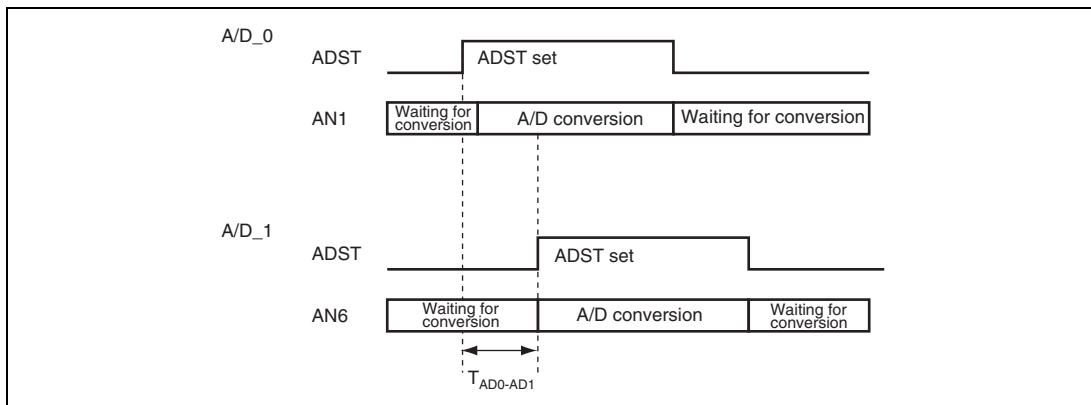 A/D_0
ADST
ADST set
AN1
Waiting for
conversion
A/D conversion
Waiting for conversion
A/D_1
ADST
ADST set
AN6
Waiting for
conversion
A/D conversion
Waiting for
conversion
TAD0-AD1